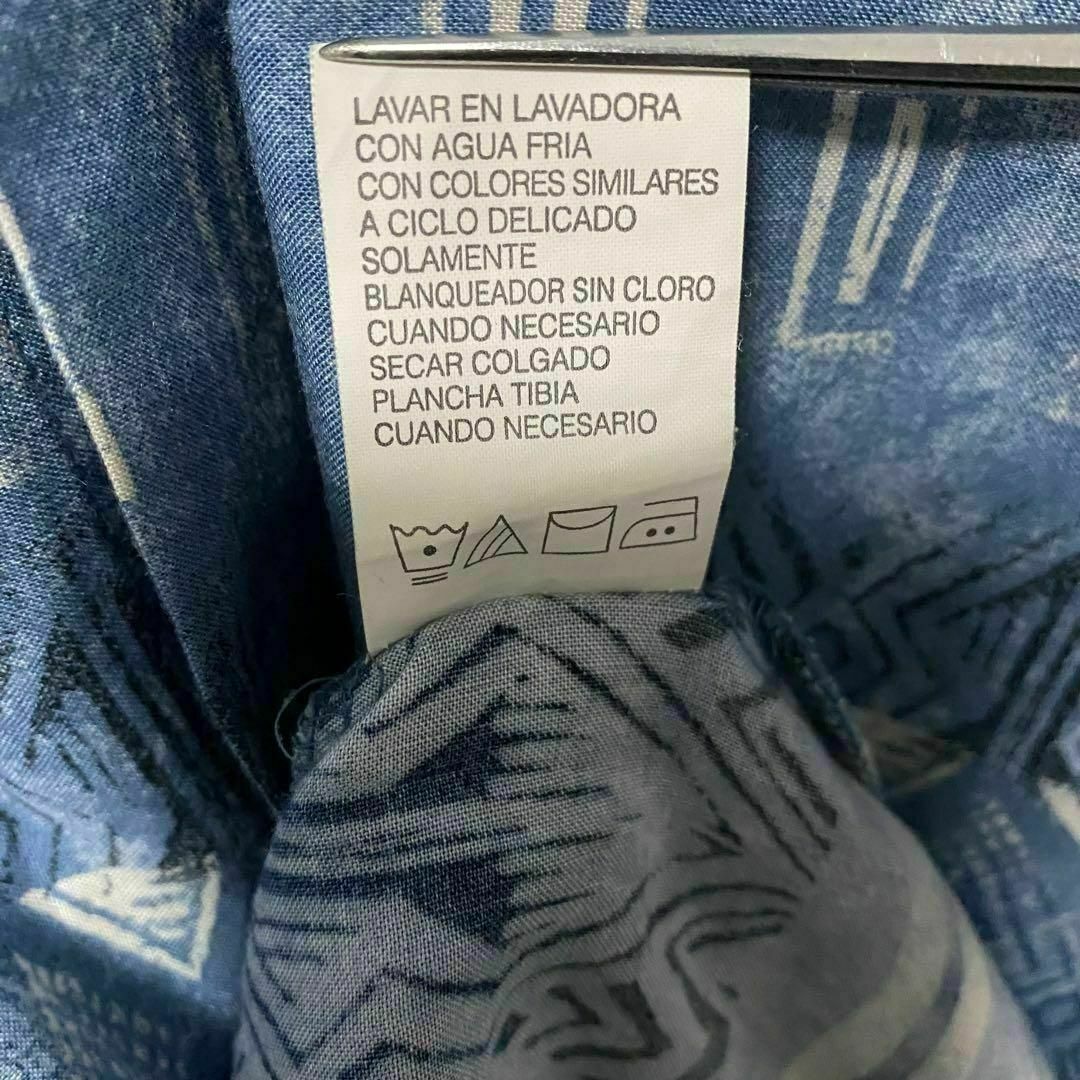 LAVAR EN LAVADORA
CON AGUA FRIA
CON COLORES SIMILARES
A CICLO DELICADO
SOLAMENTE
BLANQUEADOR SIN CLORO
CUANDO NECESARIO
SECAR COLGADO
PLANCHA TIBIA
CUANDO NECESARIO